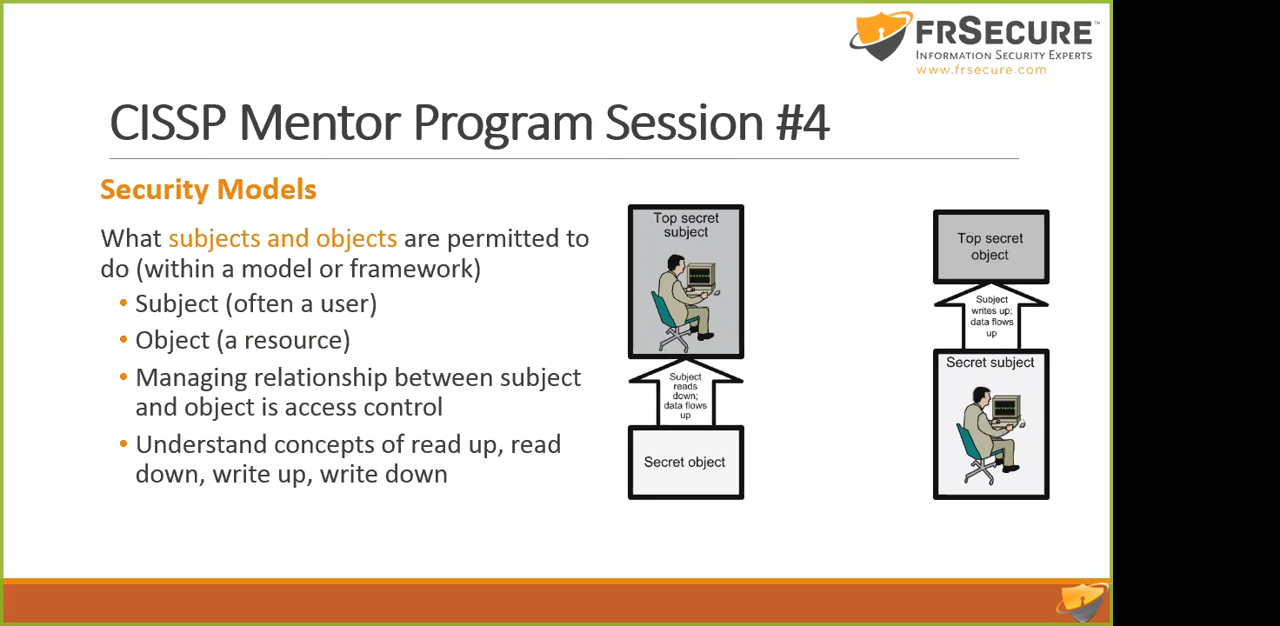 FRSECURE™
INFORMATION SECURITY EXPERTS
www.frsecure.com
CISSP Mentor Program Session #4
Security Models
What subjects and objects are permitted to
do (within a model or framework)
• Subject (often a user)
• Object (a resource)
• Managing relationship between subject
and object is access control
• Understand concepts of read up, read
down, write up, write down
Top secret
subject
Subject
reads
down;
data flows
up
Secret object
Top secret
object
Subject
writes up;
data flows
up
Secret subject